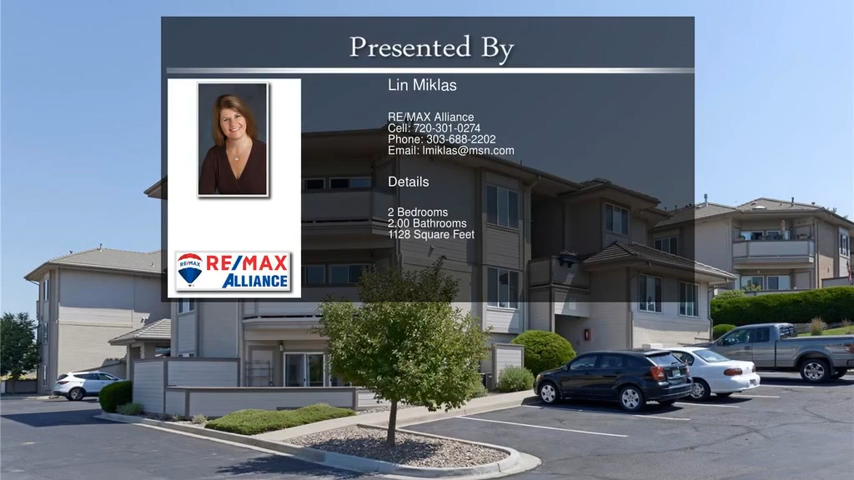 Presented By
Lin Miklas
RE/MAX Alliance
Cell: 720-301-0274
Phone: 303-688-2202
Email: lmiklas@msn.com
Details
2 Bedrooms
2.00 Bathrooms
1128 Square Feet
RE/MAX
RE/MAX
ALLIANCE